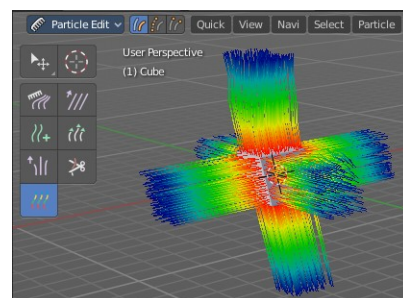 Particle Edit Quick View Navi Select Particle
User Perspective
(1) Cube